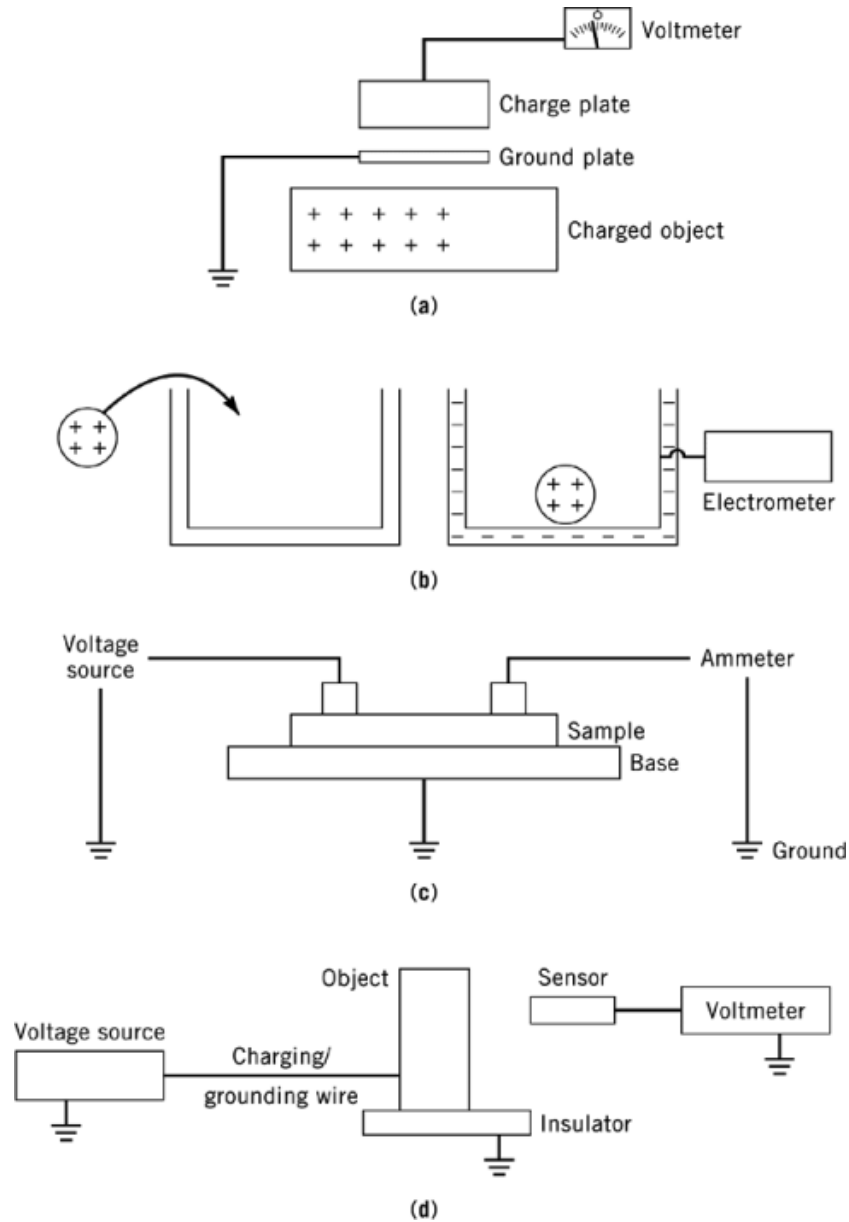 Voltmeter
Charge plate
Ground plate
+ + + + +
+ + + + +
Charged object
(a)
+ +
+ +
+ +
+ +
Electrometer
(b)
Voltage
source
Ammeter
Sample
Base
Ground
(c)
Object
Sensor
Voltmeter
Voltage source
Charging/
grounding wire
Insulator
(d)